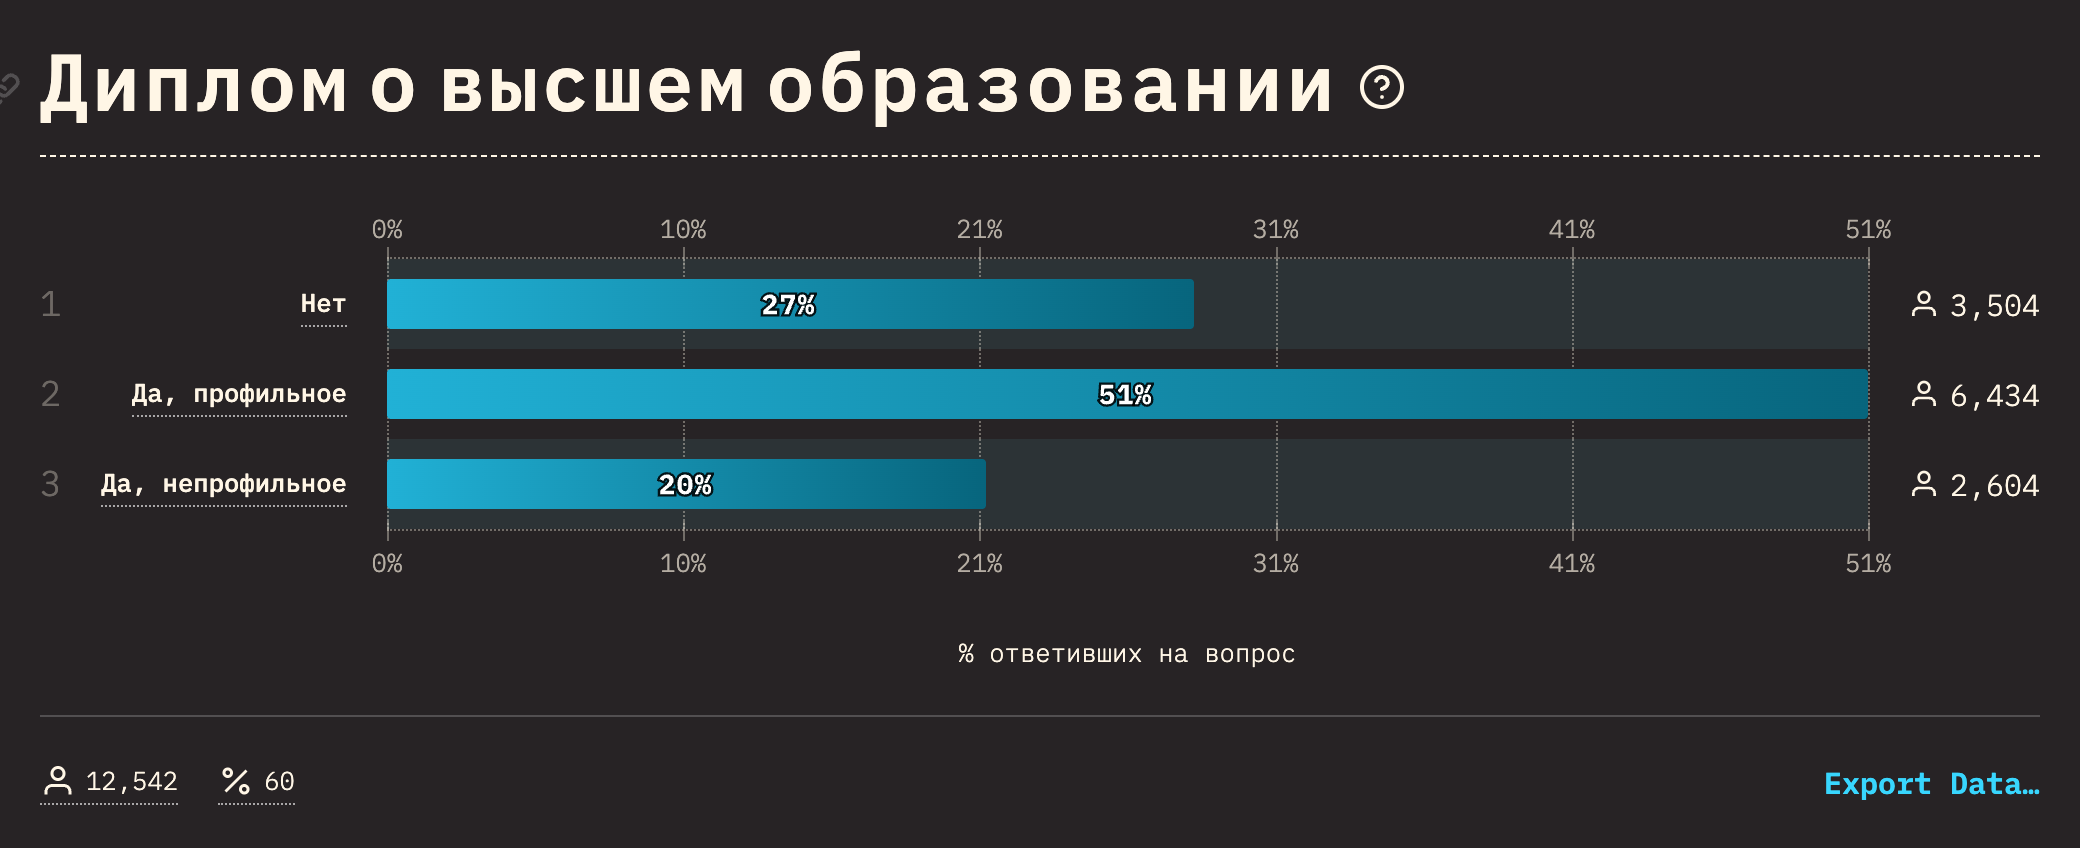 Диплом о высшем образовании
0% 10% 21% 31% 41% 51%
1 Нет 27% 3,504
2 Да, профильное 51% 6,434
3 Да, непрофильное 20% 2,604
0% 10% 21% 31% 41% 51%
% ответивших на вопрос
12,542 % 60
Export Data…